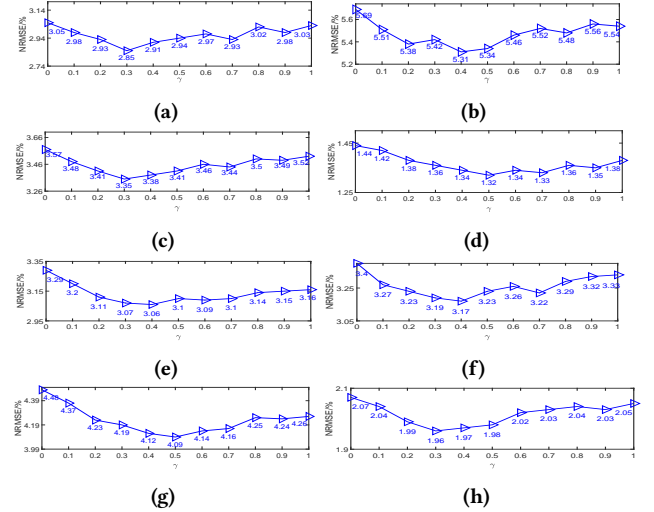 3.14
2.94
2.74
NRMSE/%
3.05 2.98 2.93 2.85 2.91 2.94 2.97 2.93 3.02 2.98 3.03
0 0.1 0.2 0.3 0.4 0.5 0.6 0.7 0.8 0.9 1
γ
(a)
5.6
5.4
5.2
NRMSE/%
5.69 5.51 5.38 5.42 5.31 5.34 5.46 5.52 5.48 5.56 5.54
0 0.1 0.2 0.3 0.4 0.5 0.6 0.7 0.8 0.9 1
γ
(b)
3.66
3.46
3.26
NRMSE/%
3.57 3.48 3.41 3.35 3.38 3.41 3.46 3.44 3.5 3.49 3.52
0 0.1 0.2 0.3 0.4 0.5 0.6 0.7 0.8 0.9 1
γ
(c)
1.45
1.25
NRMSE/%
1.44 1.42 1.38 1.36 1.34 1.32 1.34 1.33 1.36 1.35 1.38
0 0.1 0.2 0.3 0.4 0.5 0.6 0.7 0.8 0.9 1
γ
(d)
3.35
3.15
2.95
NRMSE/%
3.29 3.2 3.11 3.07 3.06 3.1 3.09 3.1 3.14 3.15 3.16
0 0.1 0.2 0.3 0.4 0.5 0.6 0.7 0.8 0.9 1
γ
(e)
3.25
3.05
NRMSE/%
3.4 3.27 3.23 3.19 3.17 3.23 3.26 3.22 3.29 3.32 3.33
0 0.1 0.2 0.3 0.4 0.5 0.6 0.7 0.8 0.9 1
γ
(f)
4.39
4.19
3.99
NRMSE/%
4.48 4.37 4.23 4.19 4.12 4.09 4.14 4.16 4.25 4.24 4.26
0 0.1 0.2 0.3 0.4 0.5 0.6 0.7 0.8 0.9 1
γ
(g)
2.1
1.9
NRMSE/%
2.07 2.04 1.99 1.96 1.97 1.98 2.02 2.03 2.04 2.03 2.05
0 0.1 0.2 0.3 0.4 0.5 0.6 0.7 0.8 0.9 1
γ
(h)